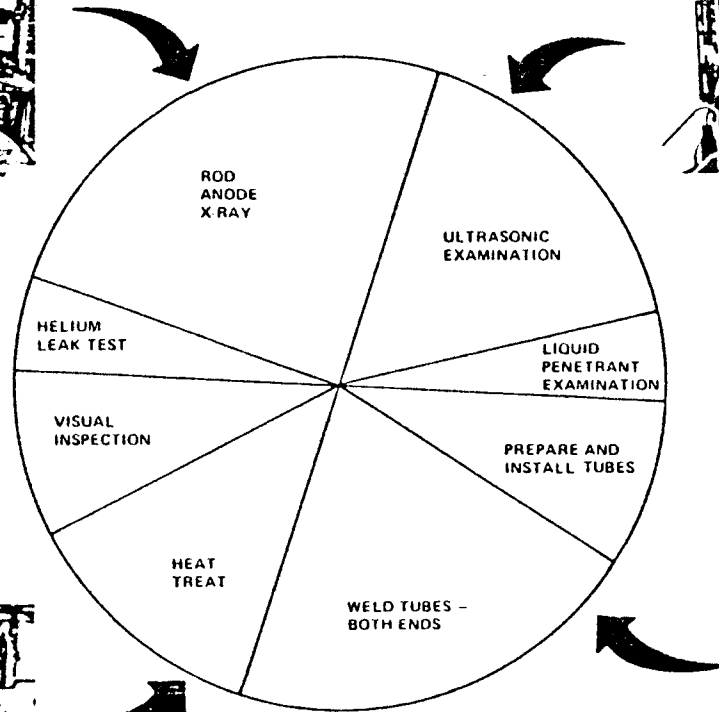 ROD
ANODE
X-RAY
ULTRASONIC
EXAMINATION
HELIUM
LEAK TEST
LIQUID
PENETRANT
EXAMINATION
VISUAL
INSPECTION
PREPARE AND
INSTALL TUBES
HEAT
TREAT
WELD TUBES –
BOTH ENDS